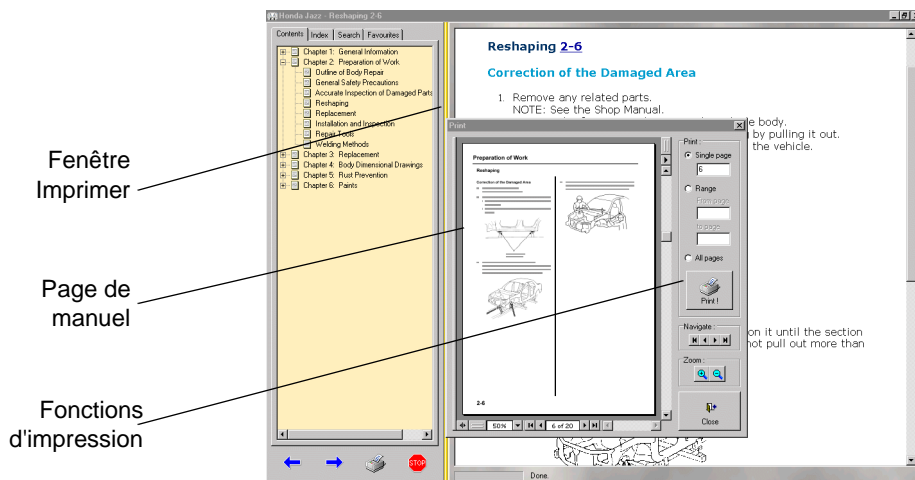 Honda Jazz - Reshaping 2-6
Contents
Index
Search
Favourites
Chapter 1: General Information
Chapter 2: Preparation of Work
Outline of Body Repair
General Safety Precautions
Accurate Inspection of Damaged Parts
Reshaping
Replacement
Installation and Inspection
Repair Tools
Welding Methods
Chapter 3: Replacement
Chapter 4: Body Dimensional Drawings
Chapter 5: Rust Prevention
Chapter 6: Paints
STOP
Fenêtre
Imprimer
Page de
manuel
Fonctions
d'impression
Reshaping 2-6
Correction of the Damaged Area
1. Remove any related parts.
NOTE: See the Shop Manual.
le body.
by pulling it out.
the vehicle.
on it until the section
not pull out more than
Print
Preparation of Work
Reshaping
Correction of the Damaged Area
2-6
50%
6 of 20
Print :
Single page
6
Range
From page
to page
All pages
Print !
Navigate :
Zoom :
Close
Done.